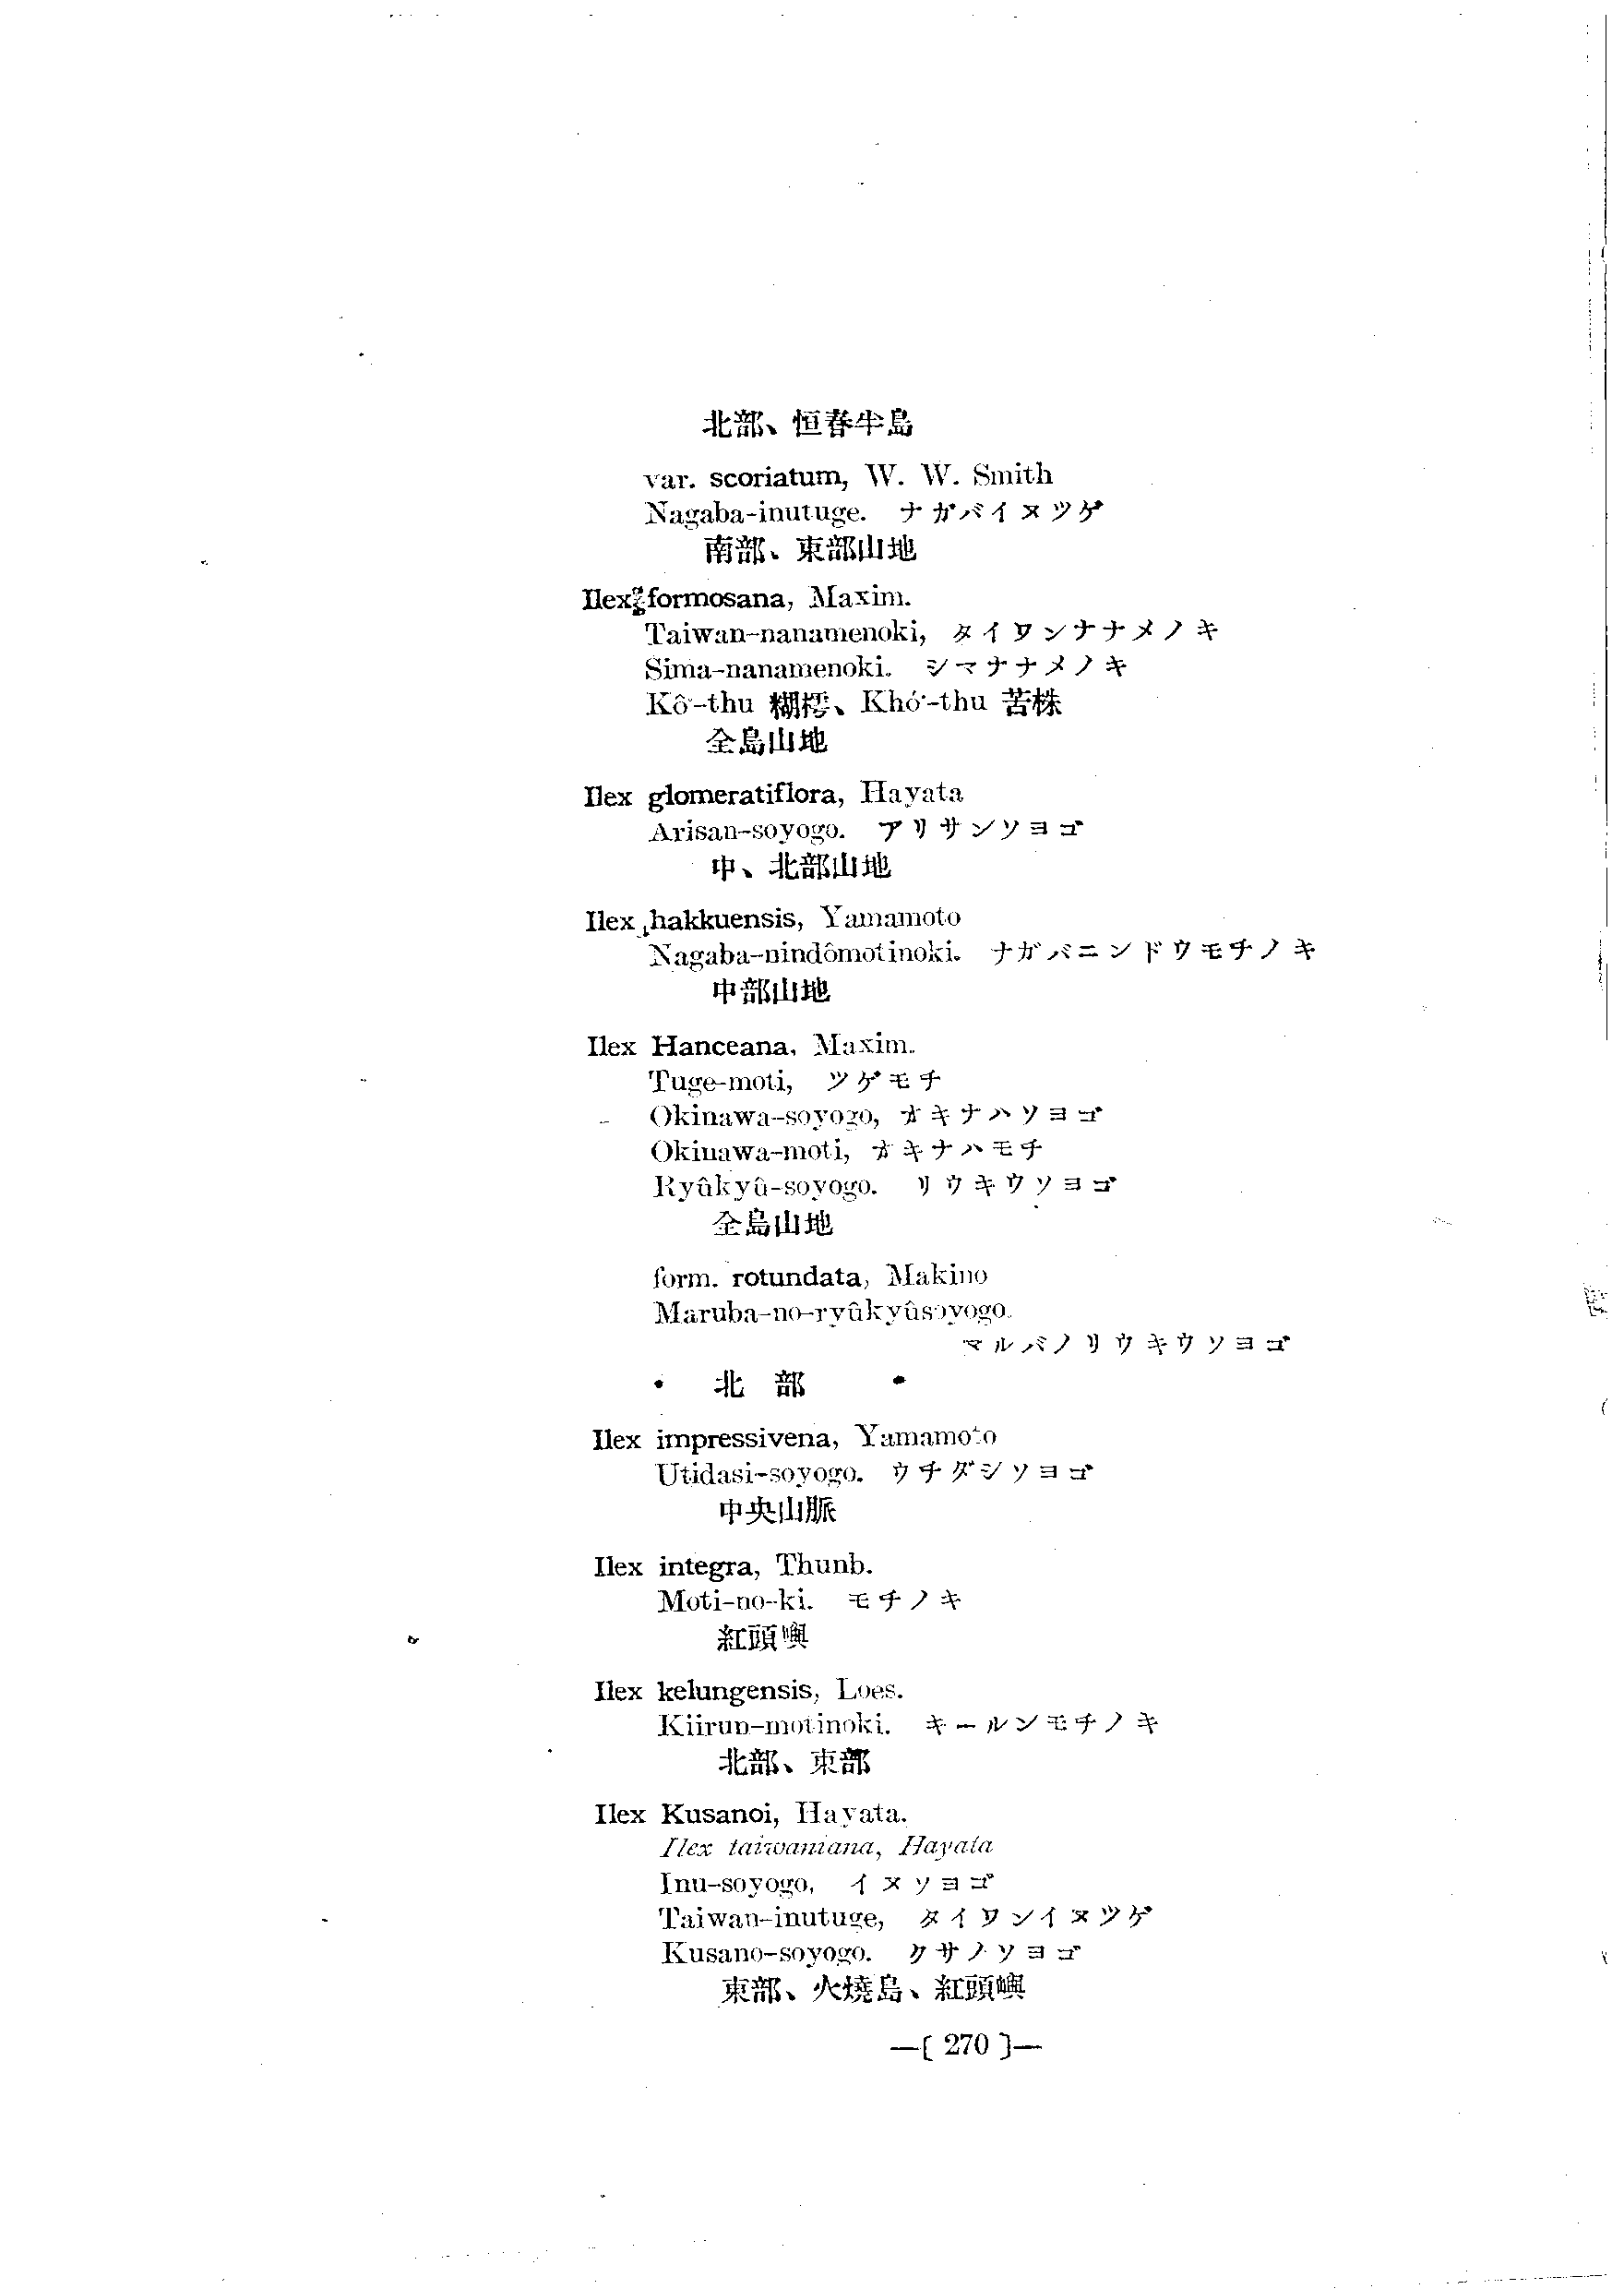 北部、恒春半島
var. scoriatum, W. W. Smith
Nagaba-inutuge. ナガバイヌツゲ
南部、東部山地
Ilex formosana, Maxim.
Taiwan-nanamenoki, タイワンナナメノキ
Sima-nanamenoki. シマナナメノキ
Kô͘-thu 糊樗、Khó͘-thu 苦株
全島山地
Ilex glomeratiflora, Hayata
Arisan-soyogo. アリサンソヨゴ
中、北部山地
Ilex hakkuensis, Yamamoto
Nagaba-nindômotinoki. ナガバニンドウモチノキ
中部山地
Ilex Hanceana, Maxim.
Tuge-moti, ツゲモチ
Okinawa-soyogo, オキナハソヨゴ
Okinawa-moti, オキナハモチ
Ryûkyû-soyogo. リウキウソヨゴ
全島山地
form. rotundata, Makino
Maruba-no-ryûkyûsoyogo.
マルバノリウキウソヨゴ
北部
Ilex impressivena, Yamamoto
Utidasi-soyogo. ウチダシソヨゴ
中央山脈
Ilex integra, Thunb.
Moti-no-ki. モチノキ
紅頭嶼
Ilex kelungensis, Loes.
Kiirun-motinoki. キールンモチノキ
北部、東部
Ilex Kusanoi, Hayata.
Ilex taiwaniana, Hayata
Inu-soyogo, イヌソヨゴ
Taiwan-inutuge, タイワンイヌツゲ
Kusano-soyogo. クサノソヨゴ
東部、火燒島、紅頭嶼
—[ 270 ]—